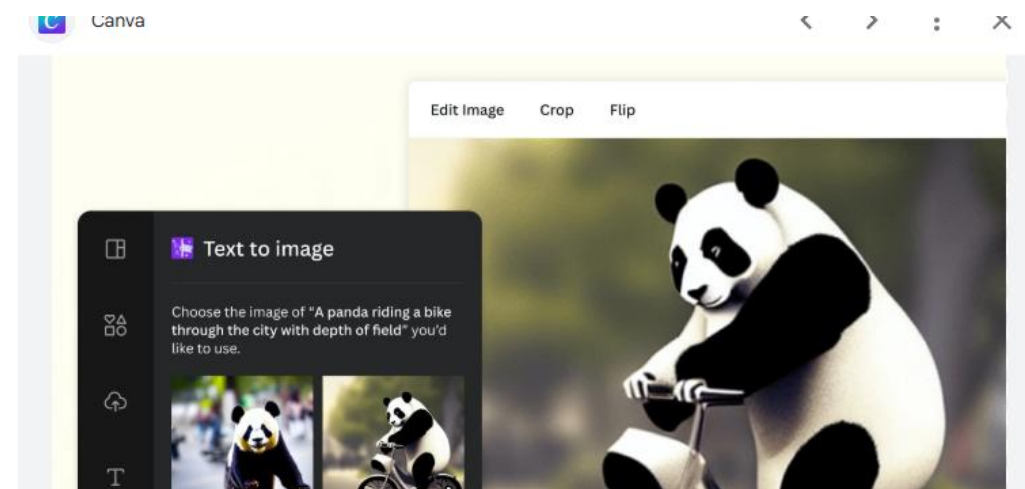 Canva
Edit Image Crop Flip
Text to image
Choose the image of "A panda riding a bike
through the city with depth of field" you'd
like to use.